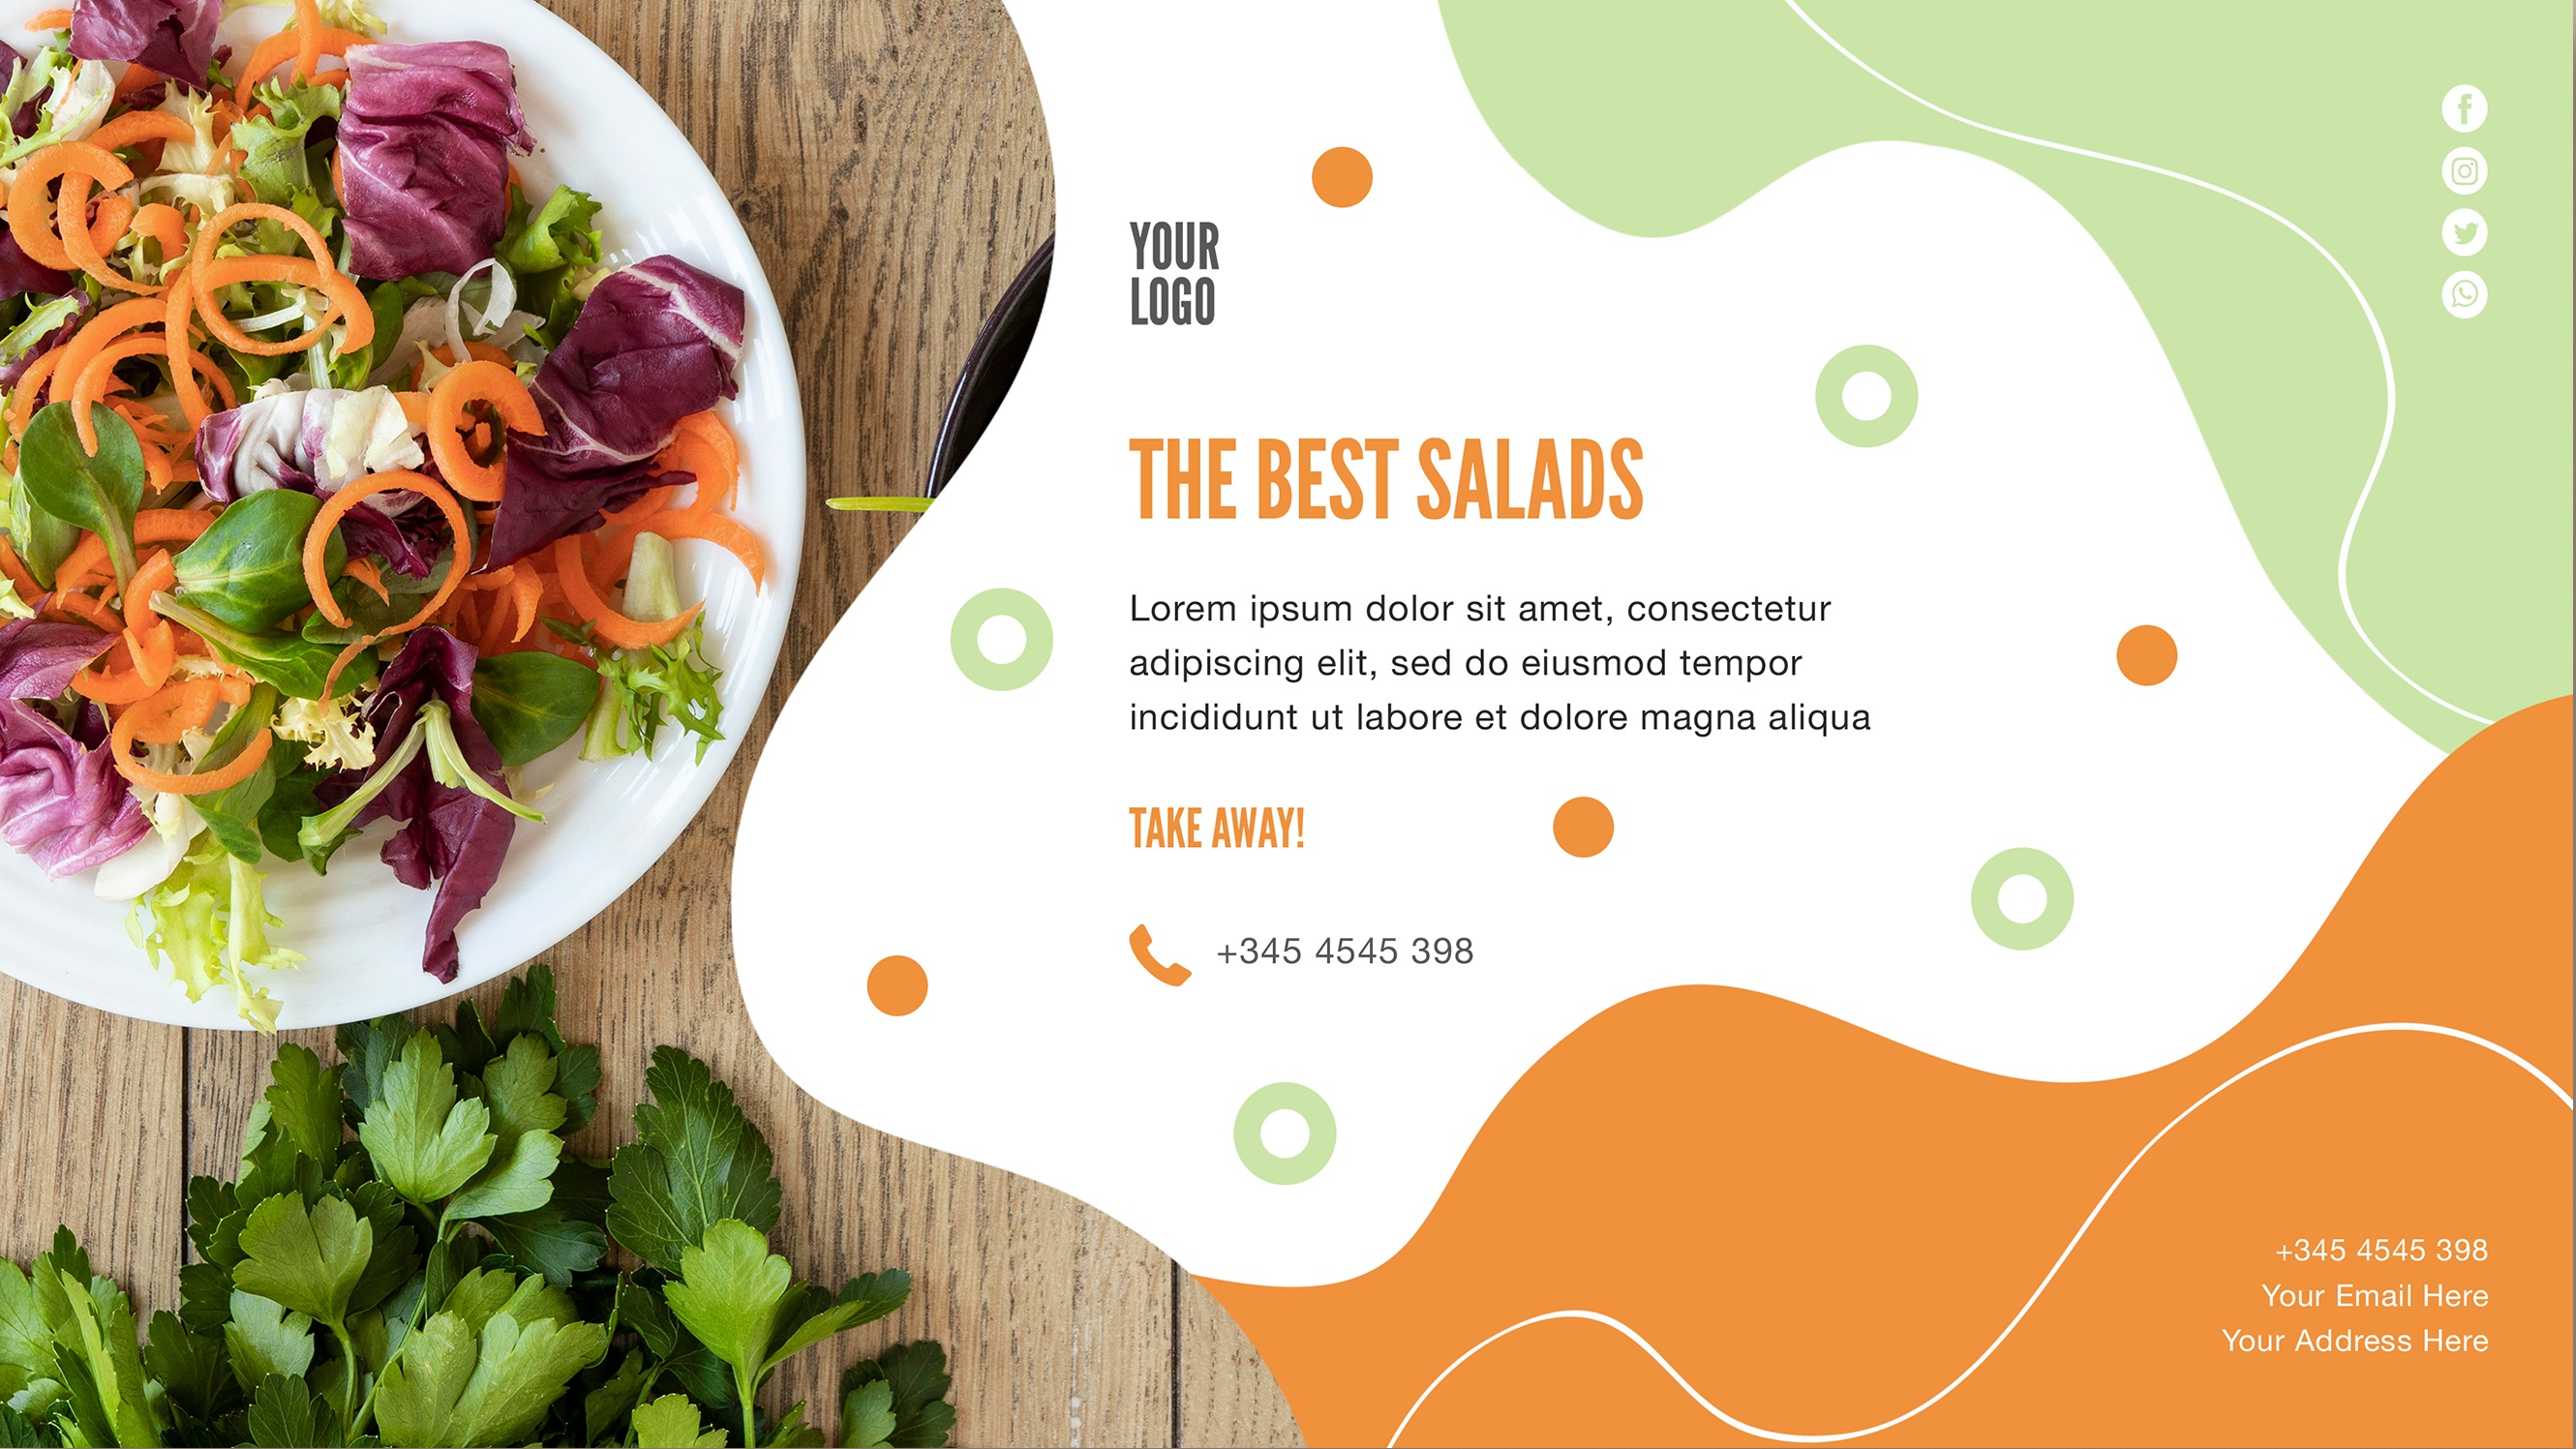 YOUR
LOGO
THE BEST SALADS
Lorem ipsum dolor sit amet, consectetur
adipiscing elit, sed do eiusmod tempor
incididunt ut labore et dolore magna aliqua
TAKE AWAY!
+345 4545 398
+345 4545 398
Your Email Here
Your Address Here